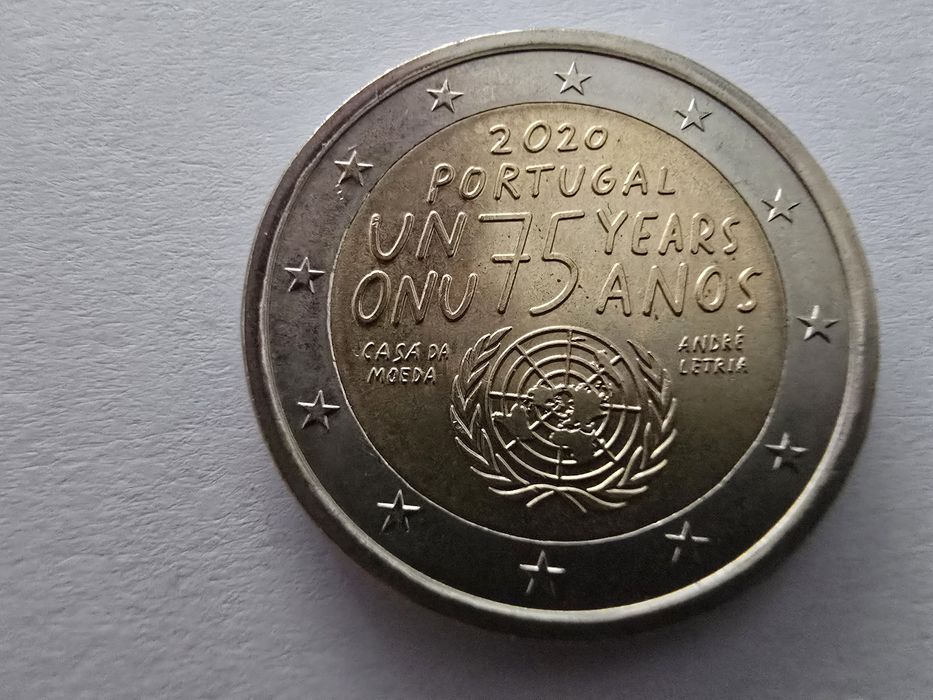 2020
PORTUGAL
UN 75 YEARS
ONU ANOS
CASA DA
MOEDA
ANDRÉ
LETRIA